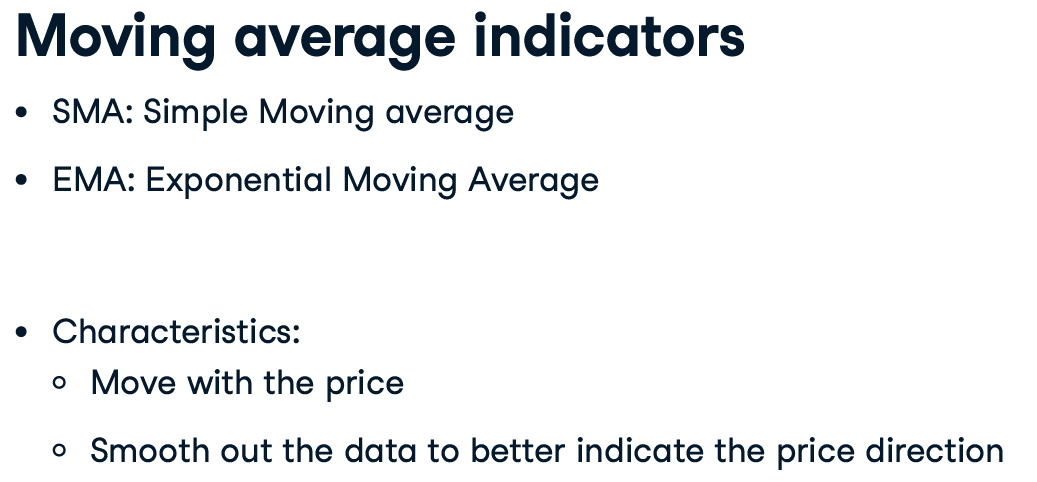 Moving average indicators
• SMA: Simple Moving average
• EMA: Exponential Moving Average
• Characteristics:
○ Move with the price
○ Smooth out the data to better indicate the price direction